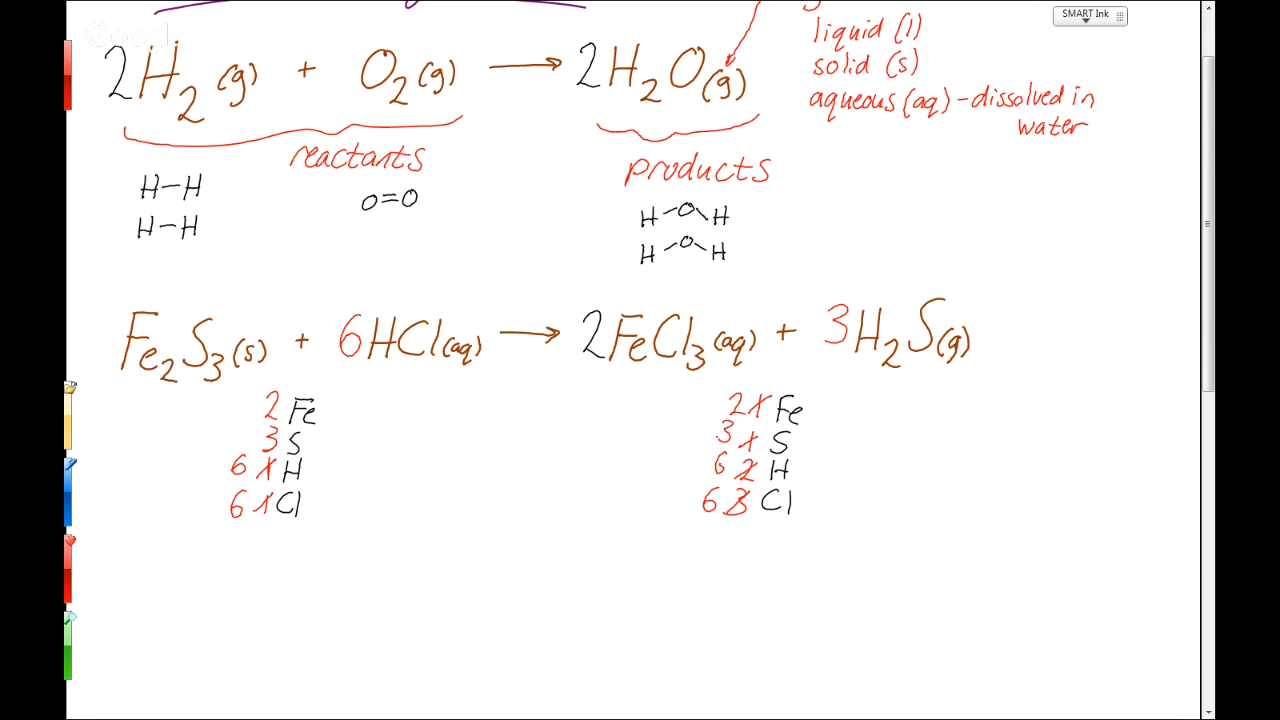 SMART Ink
liquid (l)
solid (s)
aqueous (aq) - dissolved in
water
2H₂(g) + O₂(g) → 2H₂O(g)
reactants
products
H-H
O=O
H-H
H-O-H
H-O-H
Fe₂S₃(s) + 6HCl(aq) → 2FeCl₃(aq) + 3H₂S(g)
2 Fe
3 S
6 1 H
6 1 Cl
2 1 Fe
3 1 S
6 2 H
6 3 Cl